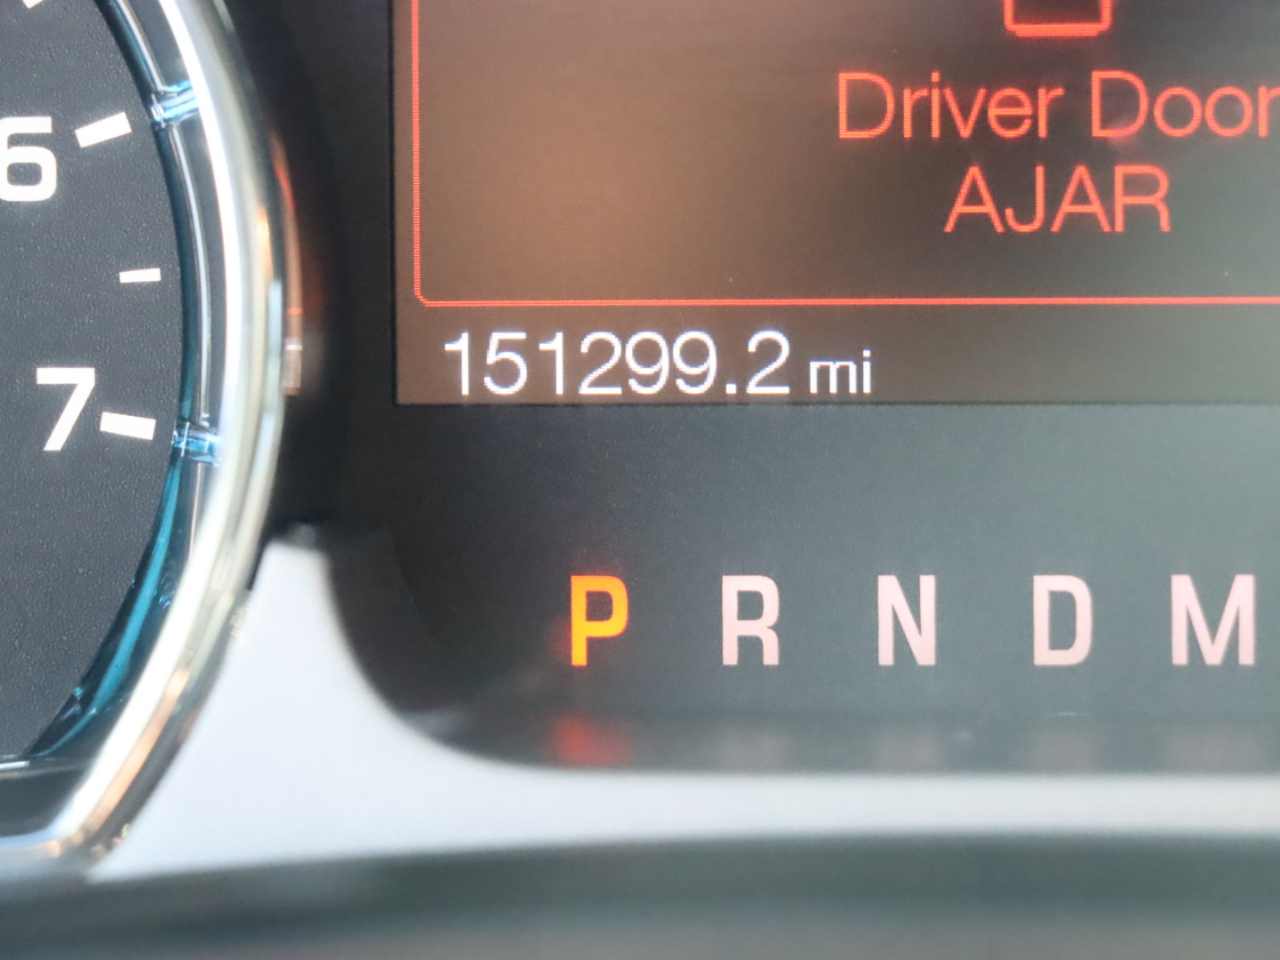 Driver Door
AJAR
6
151299.2 mi
7
P R N D M